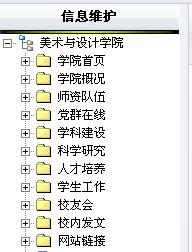 信息维护
美术与设计学院
学院首页
学院概况
师资队伍
党群在线
学科建设
科学研究
人才培养
学生工作
校友会
校内发文
网站链接